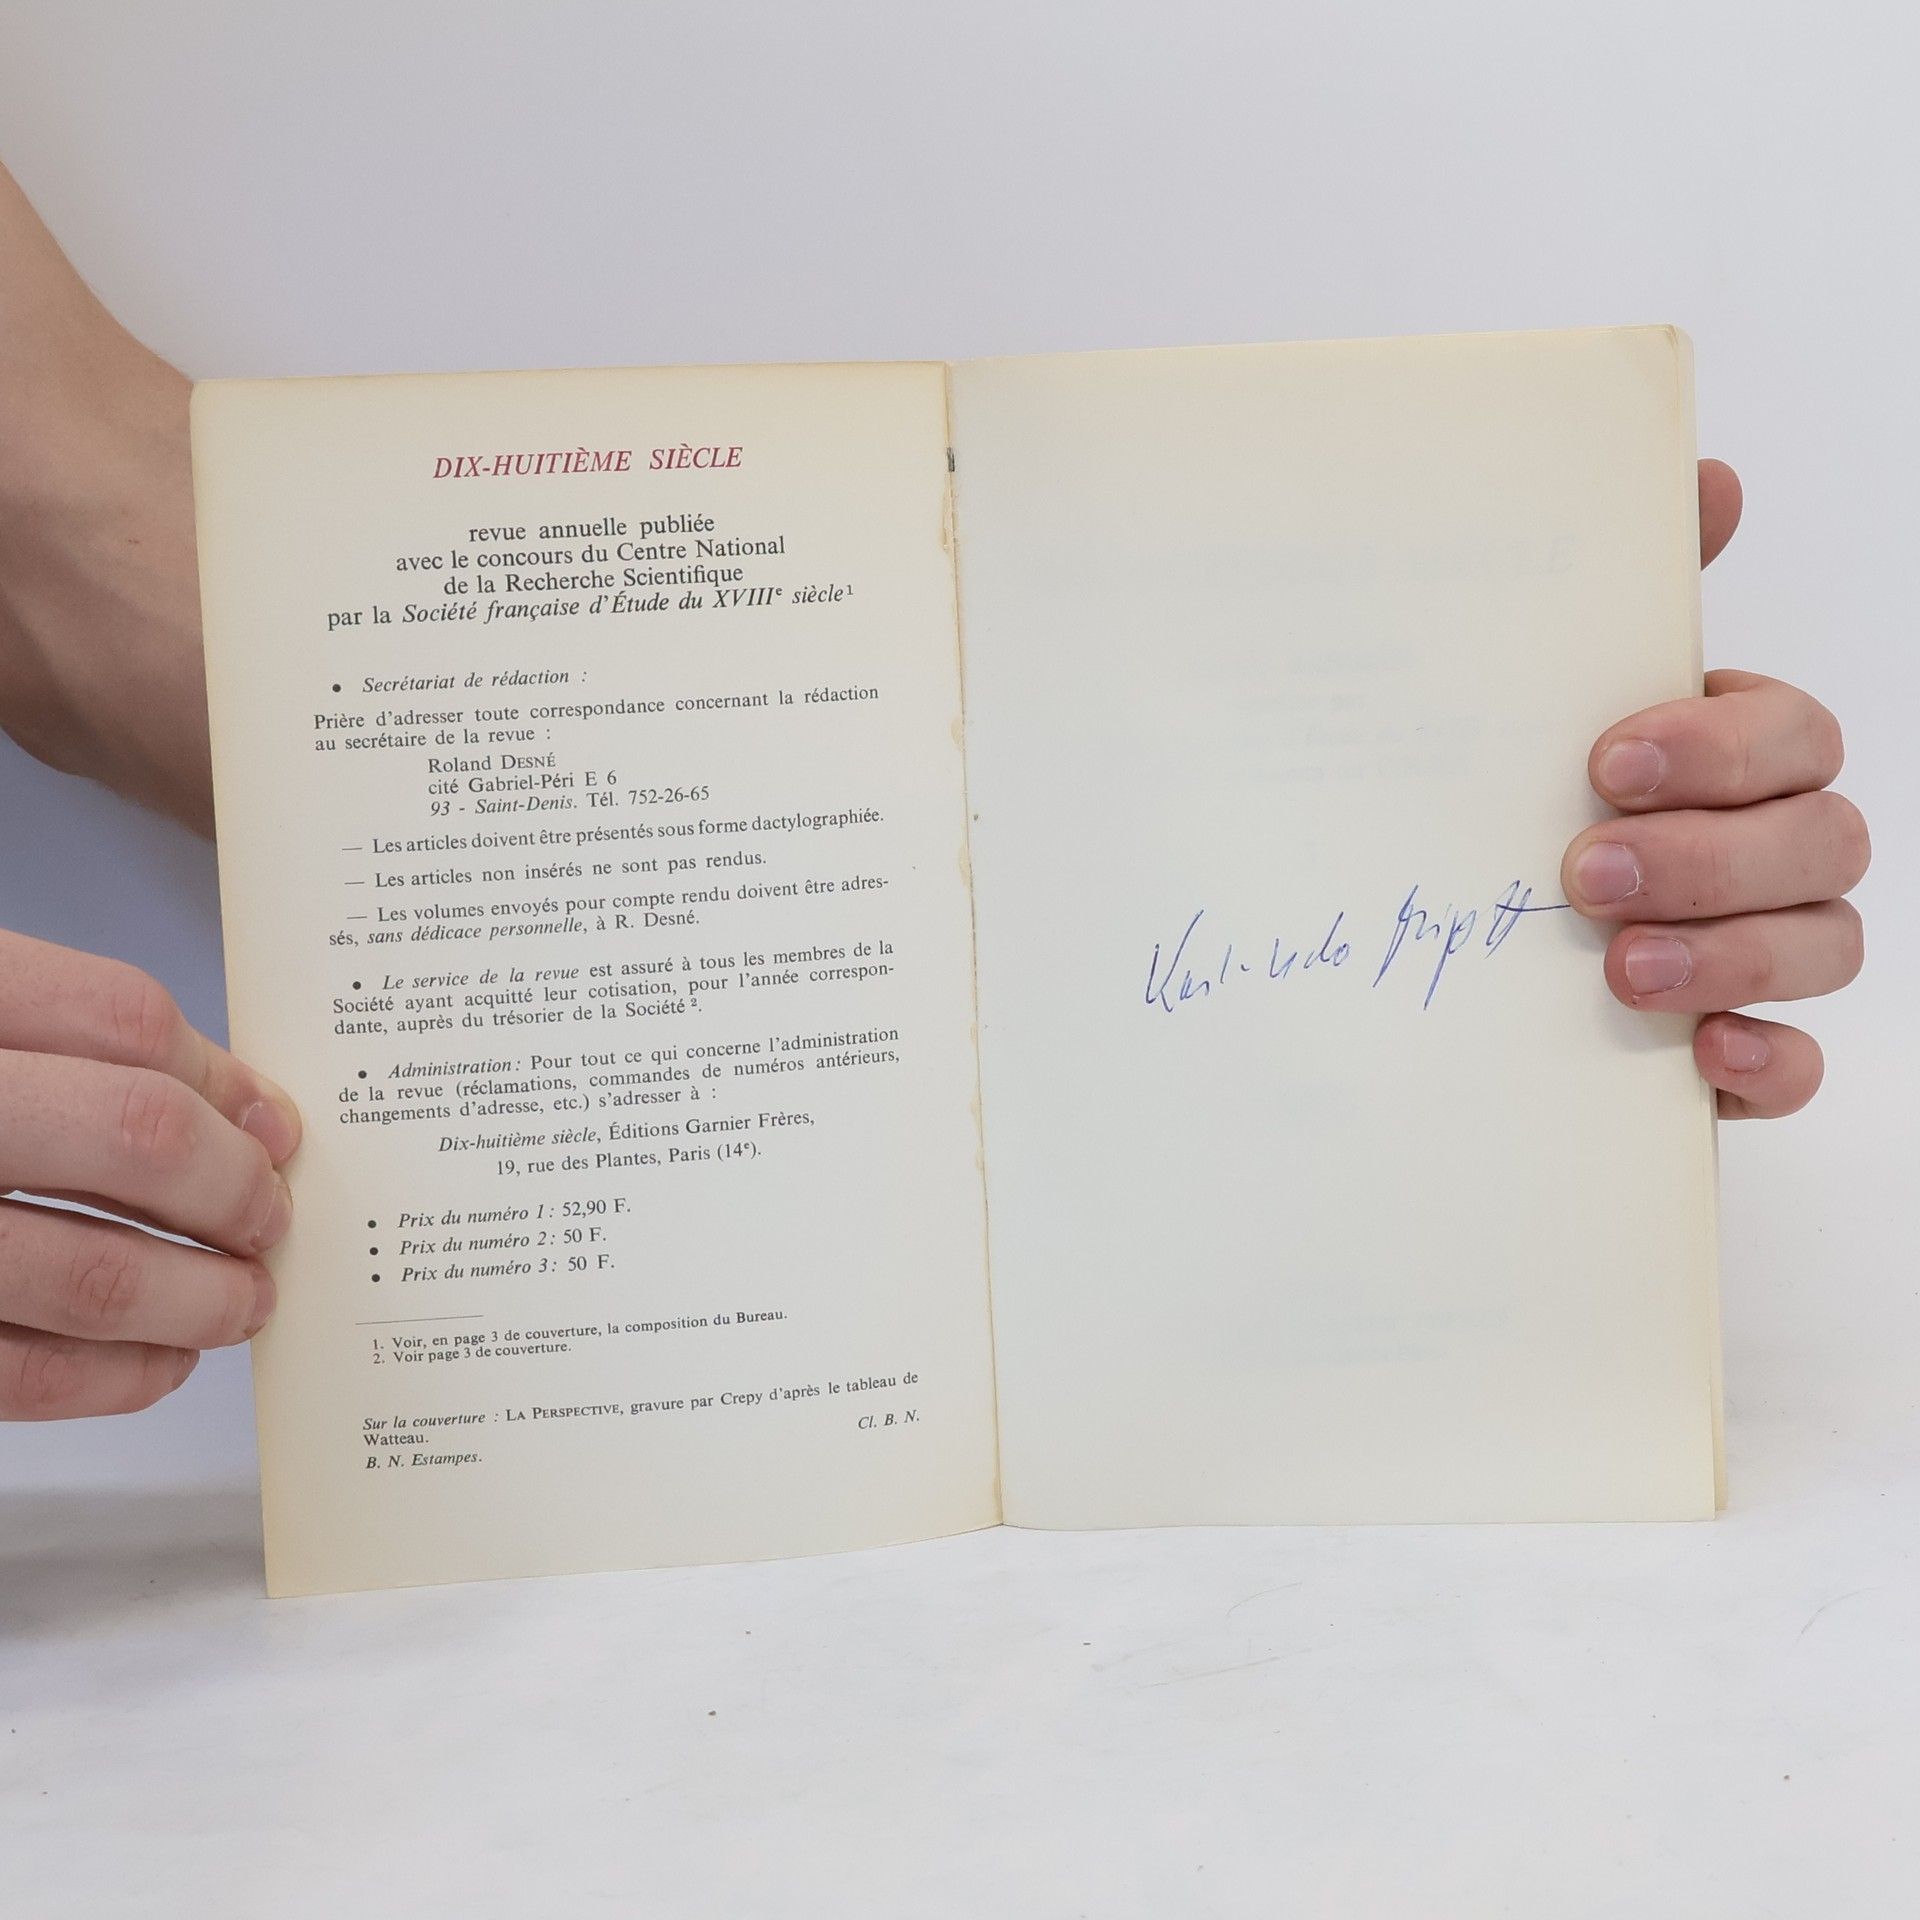 DIX-HUITIÈME SIÈCLE
revue annuelle publiée
avec le concours du Centre National
de la Recherche Scientifique
par la Société française d'Étude du XVIIIe siècle 1
• Secrétariat de rédaction :
Prière d'adresser toute correspondance concernant la rédaction
au secrétaire de la revue :
Roland DESNÉ
cité Gabriel-Péri E 6
93 - Saint-Denis. Tél. 752-26-65
— Les articles doivent être présentés sous forme dactylographiée.
— Les articles non insérés ne sont pas rendus.
— Les volumes envoyés pour compte rendu doivent être adres-
sés, sans dédicace personnelle, à R. Desné.
• Le service de la revue est assuré à tous les membres de la
Société ayant acquitté leur cotisation, pour l'année correspon-
dante, auprès du trésorier de la Société 2.
• Administration : Pour tout ce qui concerne l'administration
de la revue (réclamations, commandes de numéros antérieurs,
changements d'adresse, etc.) s'adresser à :
Dix-huitième siècle, Éditions Garnier Frères,
19, rue des Plantes, Paris (14e).
• Prix du numéro 1 : 52,90 F.
• Prix du numéro 2 : 50 F.
• Prix du numéro 3 : 50 F.
1. Voir, en page 3 de couverture, la composition du Bureau.
2. Voir page 3 de couverture.
Sur la couverture : LA PERSPECTIVE, gravure par Crepy d'après le tableau de
Watteau.
Cl. B. N.
B. N. Estampes.